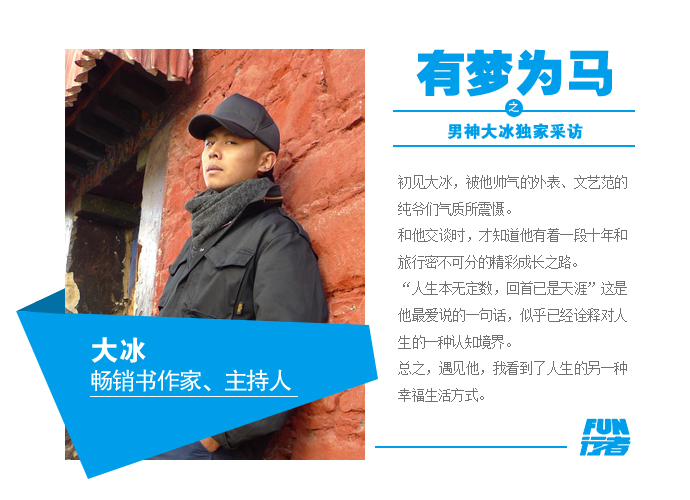 有梦为马
之
男神大冰独家采访
初见大冰，被他帅气的外表、文艺范的
纯爷们气质所震慑。
和他交谈时，才知道他有着一段十年和
旅行密不可分的精彩成长之路。
“人生本无定数，回首已是天涯”这是
他最爱说的一句话，似乎已经诠释对人
生的一种认知境界。
总之，遇见他，我看到了人生的另一种
幸福生活方式。
大冰
畅销书作家、主持人
FUN
行者